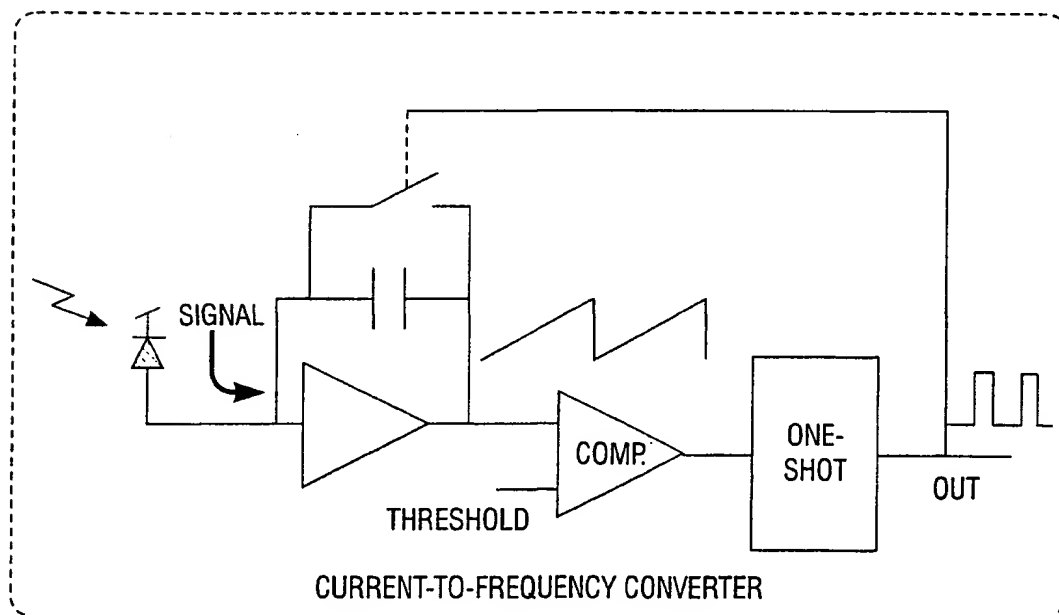 SIGNAL
COMP.
ONE-
SHOT
THRESHOLD
OUT
CURRENT-TO-FREQUENCY CONVERTER